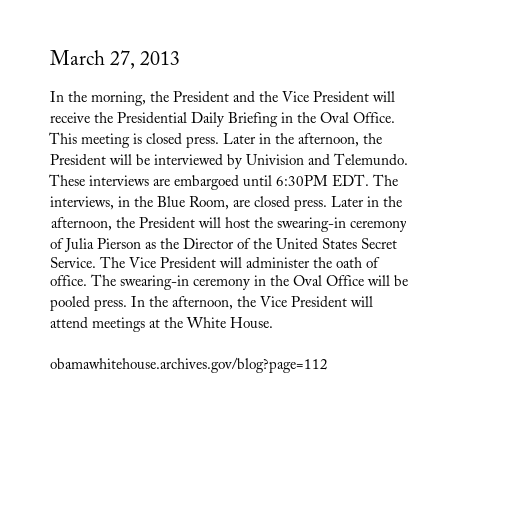 March 27, 2013
In the morning, the President and the Vice President will
receive the Presidential Daily Briefing in the Oval Office.
This meeting is closed press. Later in the afternoon, the
President will be interviewed by Univision and Telemundo.
These interviews are embargoed until 6:30PM EDT. The
interviews, in the Blue Room, are closed press. Later in the
afternoon, the President will host the swearing-in ceremony
of Julia Pierson as the Director of the United States Secret
Service. The Vice President will administer the oath of
office. The swearing-in ceremony in the Oval Office will be
pooled press. In the afternoon, the Vice President will
attend meetings at the White House.
obamawhitehouse.archives.gov/blog?page=112